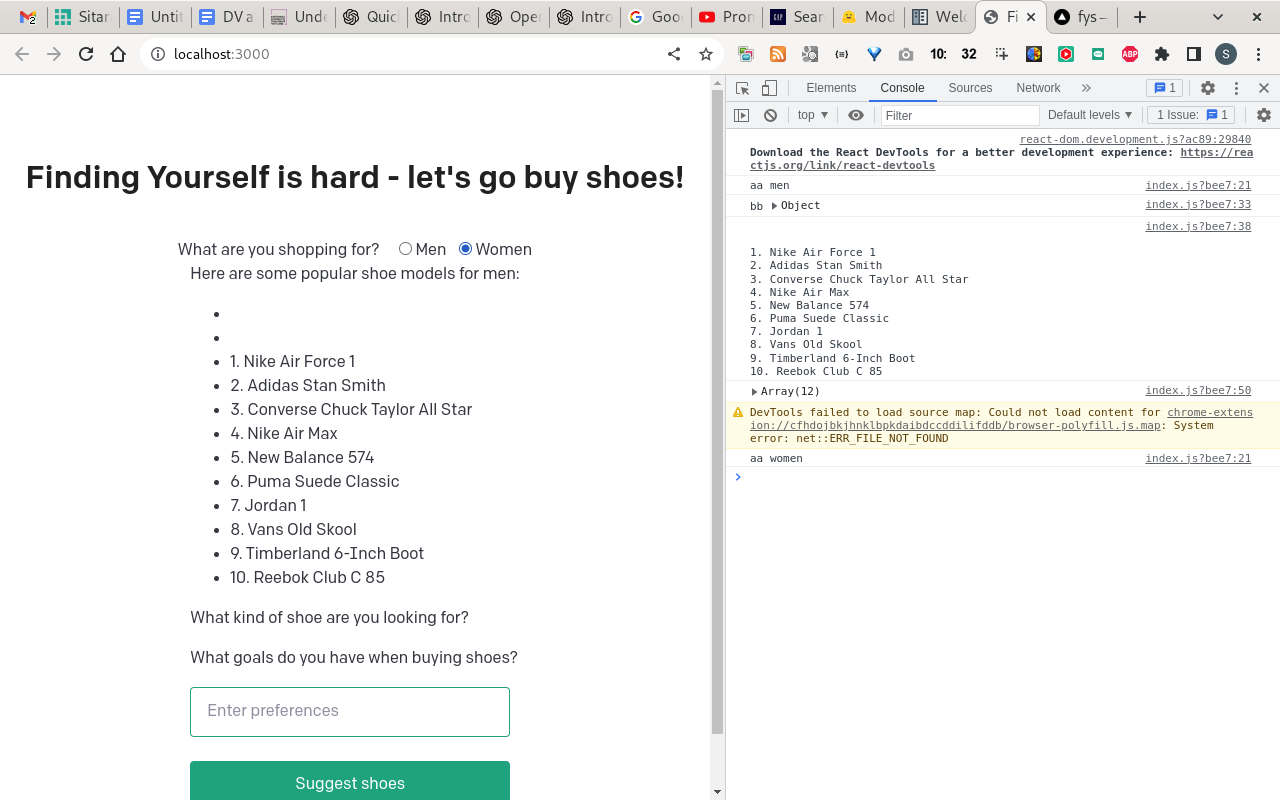 2
Sitar
Untit
DV a
Unde
Quic
Intro
Open
Intro
Goo
Pron
GXP
Sear
Mod
Welc
Fi
fys –
localhost:3000
10:
32
ABP
S
Elements
Console
Sources
Network
1
top
Filter
Default levels
1 Issue:
1
react-dom.development.js?ac89:29840
Download the React DevTools for a better development experience: https://rea
ctjs.org/link/react-devtools
aa men
index.js?bee7:21
bb
Object
index.js?bee7:33
index.js?bee7:38
1. Nike Air Force 1
2. Adidas Stan Smith
3. Converse Chuck Taylor All Star
4. Nike Air Max
5. New Balance 574
6. Puma Suede Classic
7. Jordan 1
8. Vans Old Skool
9. Timberland 6-Inch Boot
10. Reebok Club C 85
Array(12)
index.js?bee7:50
DevTools failed to load source map: Could not load content for chrome-extens
ion://cfhdojbkjhnklbpkdaibdccddilifddb/browser-polyfill.js.map: System
error: net::ERR_FILE_NOT_FOUND
aa women
index.js?bee7:21
Finding Yourself is hard - let's go buy shoes!
What are you shopping for?
Men
Women
Here are some popular shoe models for men:
1. Nike Air Force 1
2. Adidas Stan Smith
3. Converse Chuck Taylor All Star
4. Nike Air Max
5. New Balance 574
6. Puma Suede Classic
7. Jordan 1
8. Vans Old Skool
9. Timberland 6-Inch Boot
10. Reebok Club C 85
What kind of shoe are you looking for?
What goals do you have when buying shoes?
Enter preferences
Suggest shoes